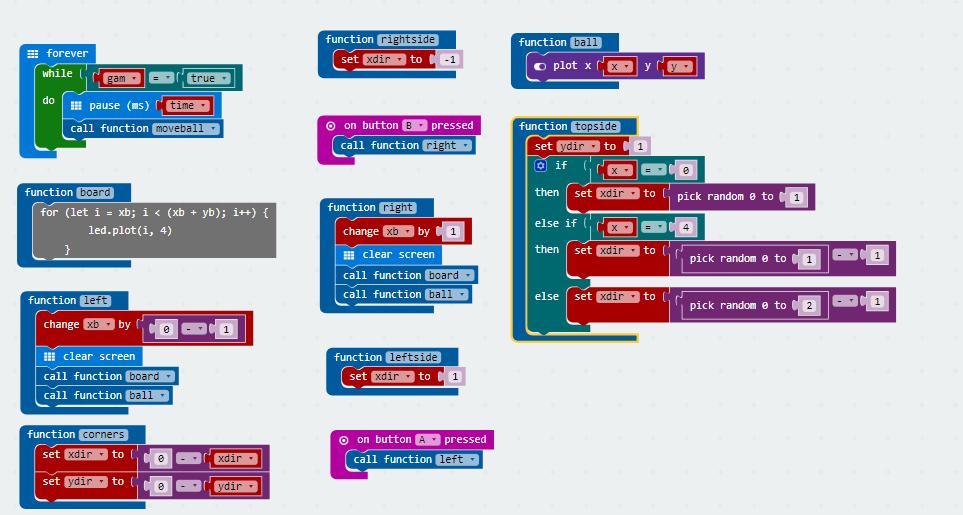 forever
while gam = true
do pause (ms) time
call function moveball
function board
for (let i = xb; i < (xb + yb); i++) {
led.plot(i, 4)
}
function left
change xb by 0 - 1
clear screen
call function board
call function ball
function corners
set xdir to 0 - xdir
set ydir to 0 - ydir
function rightside
set xdir to -1
on button B pressed
call function right
function right
change xb by 1
clear screen
call function board
call function ball
function leftside
set xdir to 1
on button A pressed
call function left
function ball
plot x x y y
function topside
set ydir to 1
if x = 0
then set xdir to pick random 0 to 1
else if x = 4
then set xdir to pick random 0 to 1 - 1
else set xdir to pick random 0 to 2 - 1